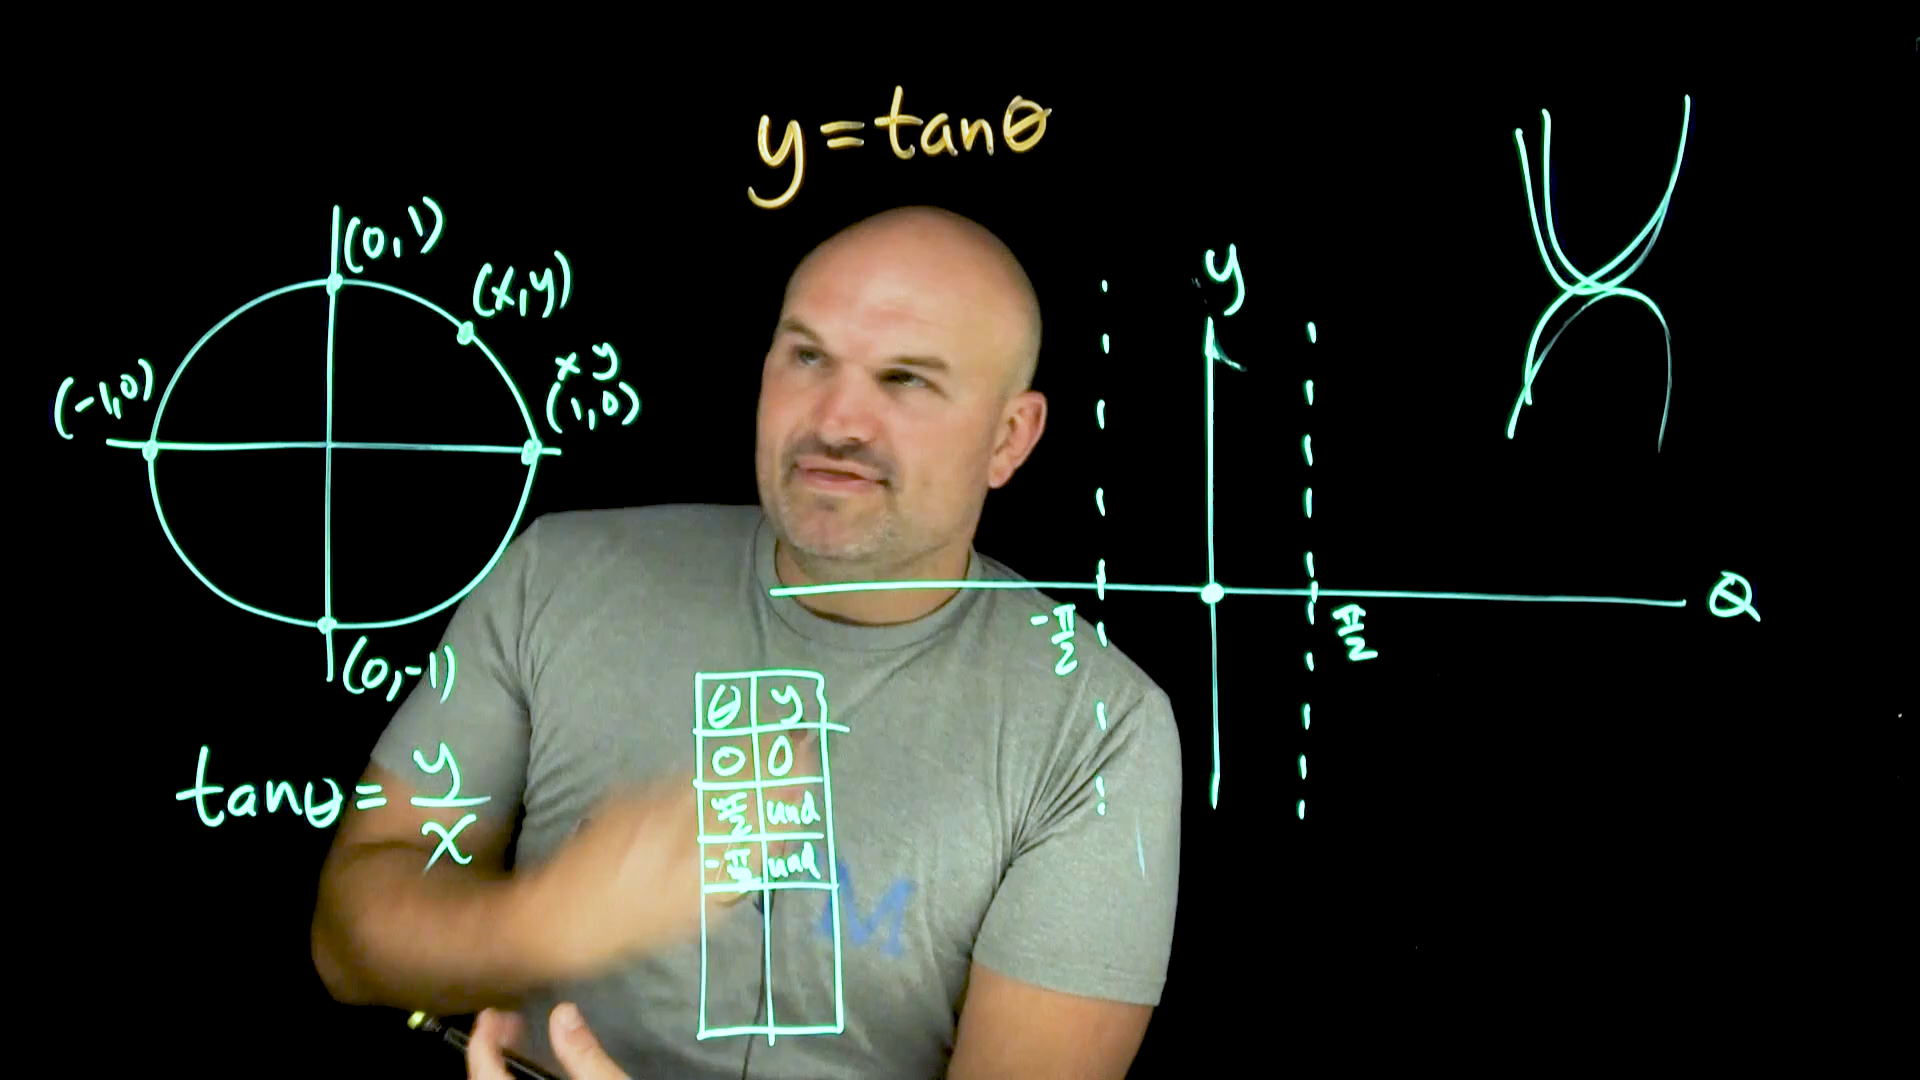 y = tanθ
(0,1)
(x,y)
x y
(1,0)
(-1,0)
(0,-1)
tanθ = y/x
y
θ
-π/2
π/2
θ y
0 0
π/2 und
-π/2 und
M